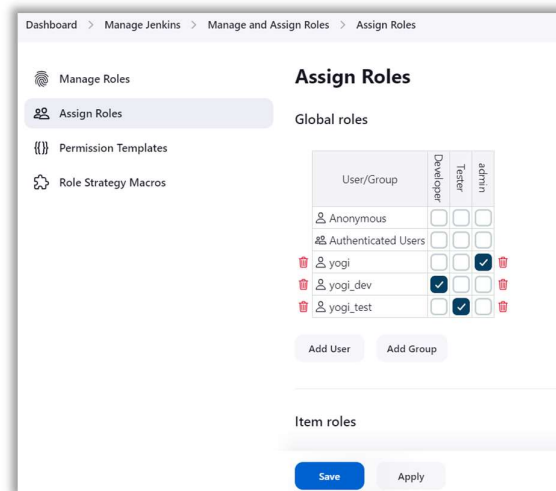 Dashboard > Manage Jenkins > Manage and Assign Roles > Assign Roles
Manage Roles
Assign Roles
Permission Templates
Role Strategy Macros
Assign Roles
Global roles
User/Group Developer Tester admin
Anonymous
Authenticated Users
yogi
yogi_dev
yogi_test
Add User Add Group
Item roles
Save Apply